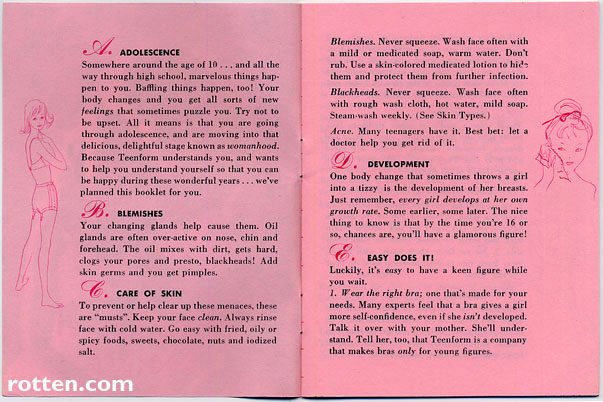 A. ADOLESCENCE
Somewhere around the age of 10 . . . and all the
way through high school, marvelous things hap-
pen to you. Baffling things happen, too! Your
body changes and you get all sorts of new
feelings that sometimes puzzle you. Try not to
be upset. All it means is that you are going
through adolescence, and are moving into that
delicious, delightful stage known as womanhood.
Because Teenform understands you, and wants
to help you understand yourself so that you can
be happy during these wonderful years . . . we've
planned this booklet for you.
B. BLEMISHES
Your changing glands help cause them. Oil
glands are often over-active on nose, chin and
forehead. The oil mixes with dirt, gets hard,
clogs your pores and presto, blackheads! Add
skin germs and you get pimples.
C. CARE OF SKIN
To prevent or help clear up these menaces, these
are "musts". Keep your face clean. Always rinse
face with cold water. Go easy with fried, oily or
spicy foods, sweets, chocolate, nuts and iodized
salt.
rotten.com
Blemishes. Never squeeze. Wash face often with
a mild or medicated soap, warm water. Don't
rub. Use a skin-colored medicated lotion to hide
them and protect them from further infection.
Blackheads. Never squeeze. Wash face often
with rough wash cloth, hot water, mild soap.
Steam-wash weekly. (See Skin Types.)
Acne. Many teenagers have it. Best bet: let a
doctor help you get rid of it.
D. DEVELOPMENT
One body change that sometimes throws a girl
into a tizzy is the development of her breasts.
Just remember, every girl develops at her own
growth rate. Some earlier, some later. The nice
thing to know is that by the time you're 16 or
so, chances are, you'll have a glamorous figure!
E. EASY DOES IT!
Luckily, it's easy to have a keen figure while
you wait.
1. Wear the right bra; one that's made for your
needs. Many experts feel that a bra gives a girl
more self-confidence, even if she isn't developed.
Talk it over with your mother. She'll under-
stand. Tell her, too, that Teenform is a company
that makes bras only for young figures.